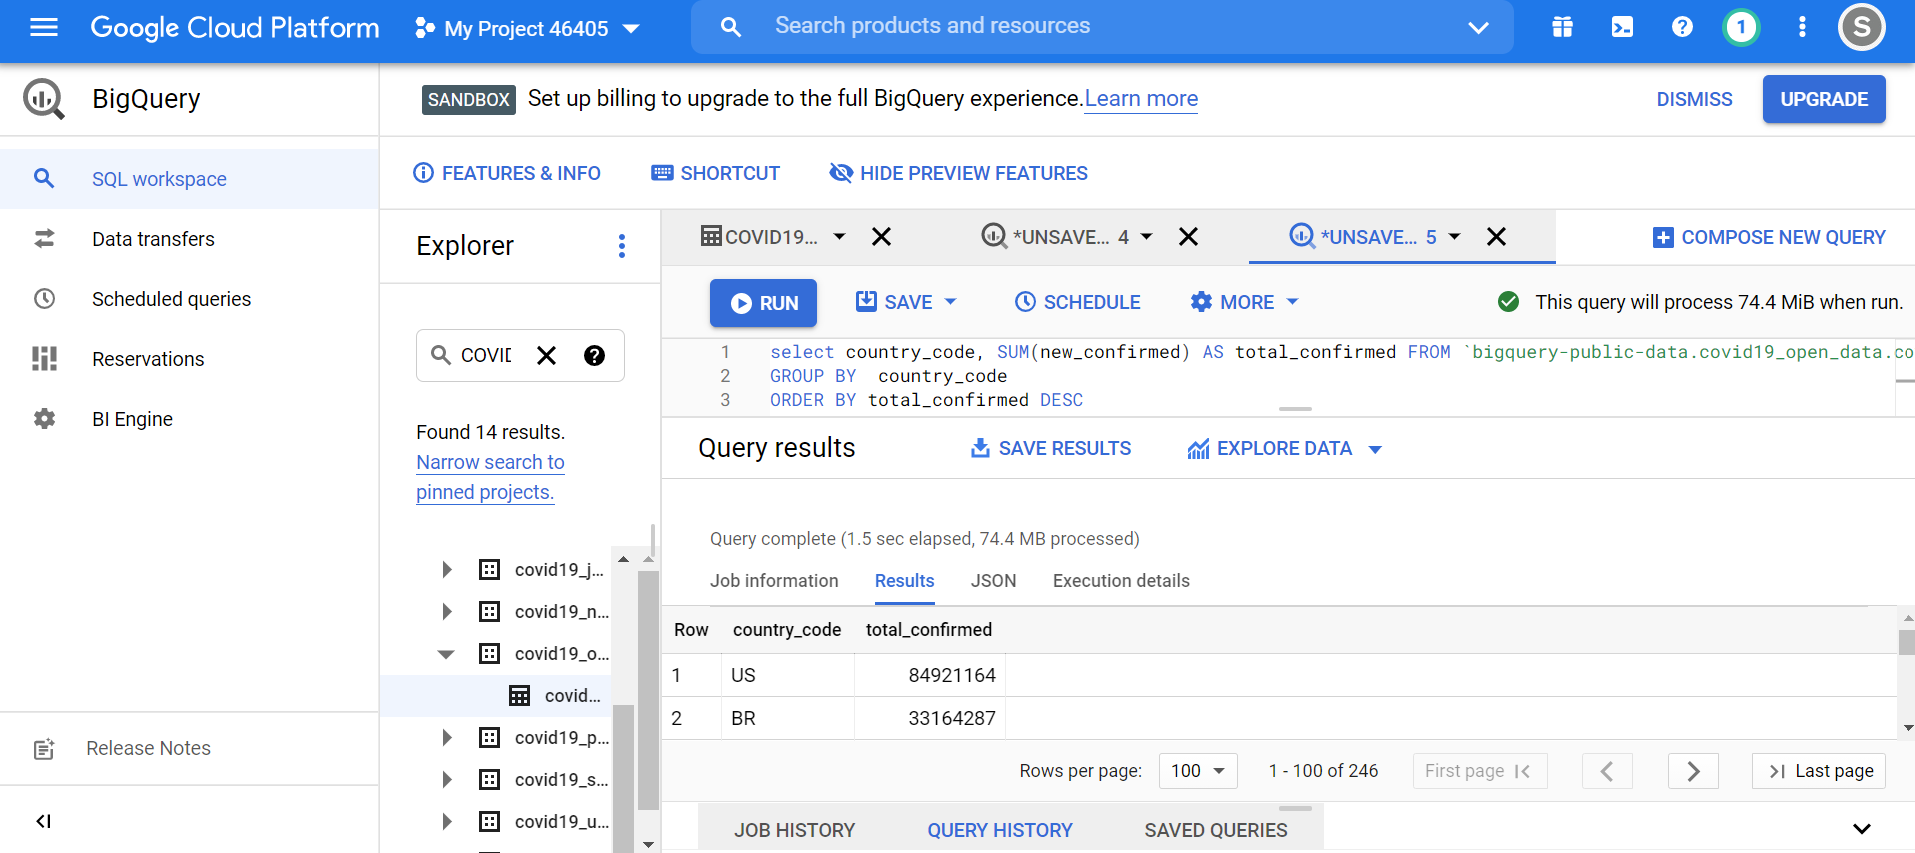 Google Cloud Platform
My Project 46405
Search products and resources
1
S
BigQuery
SANDBOX Set up billing to upgrade to the full BigQuery experience. Learn more
DISMISS
UPGRADE
SQL workspace
Data transfers
Scheduled queries
Reservations
BI Engine
Release Notes
FEATURES & INFO
SHORTCUT
HIDE PREVIEW FEATURES
Explorer
COVID
Found 14 results.
Narrow search to
pinned projects.
covid19_j...
covid19_n...
covid19_o...
covid...
covid19_p...
covid19_s...
covid19_u...
COVID19...
*UNSAVE... 4
*UNSAVE... 5
COMPOSE NEW QUERY
RUN
SAVE
SCHEDULE
MORE
This query will process 74.4 MiB when run.
1 select country_code, SUM(new_confirmed) AS total_confirmed FROM `bigquery-public-data.covid19_open_data.co
2 GROUP BY country_code
3 ORDER BY total_confirmed DESC
Query results
SAVE RESULTS
EXPLORE DATA
Query complete (1.5 sec elapsed, 74.4 MB processed)
Job information
Results
JSON
Execution details
Row country_code total_confirmed
1 US 84921164
2 BR 33164287
Rows per page: 100 1 - 100 of 246 First page Last page
JOB HISTORY
QUERY HISTORY
SAVED QUERIES